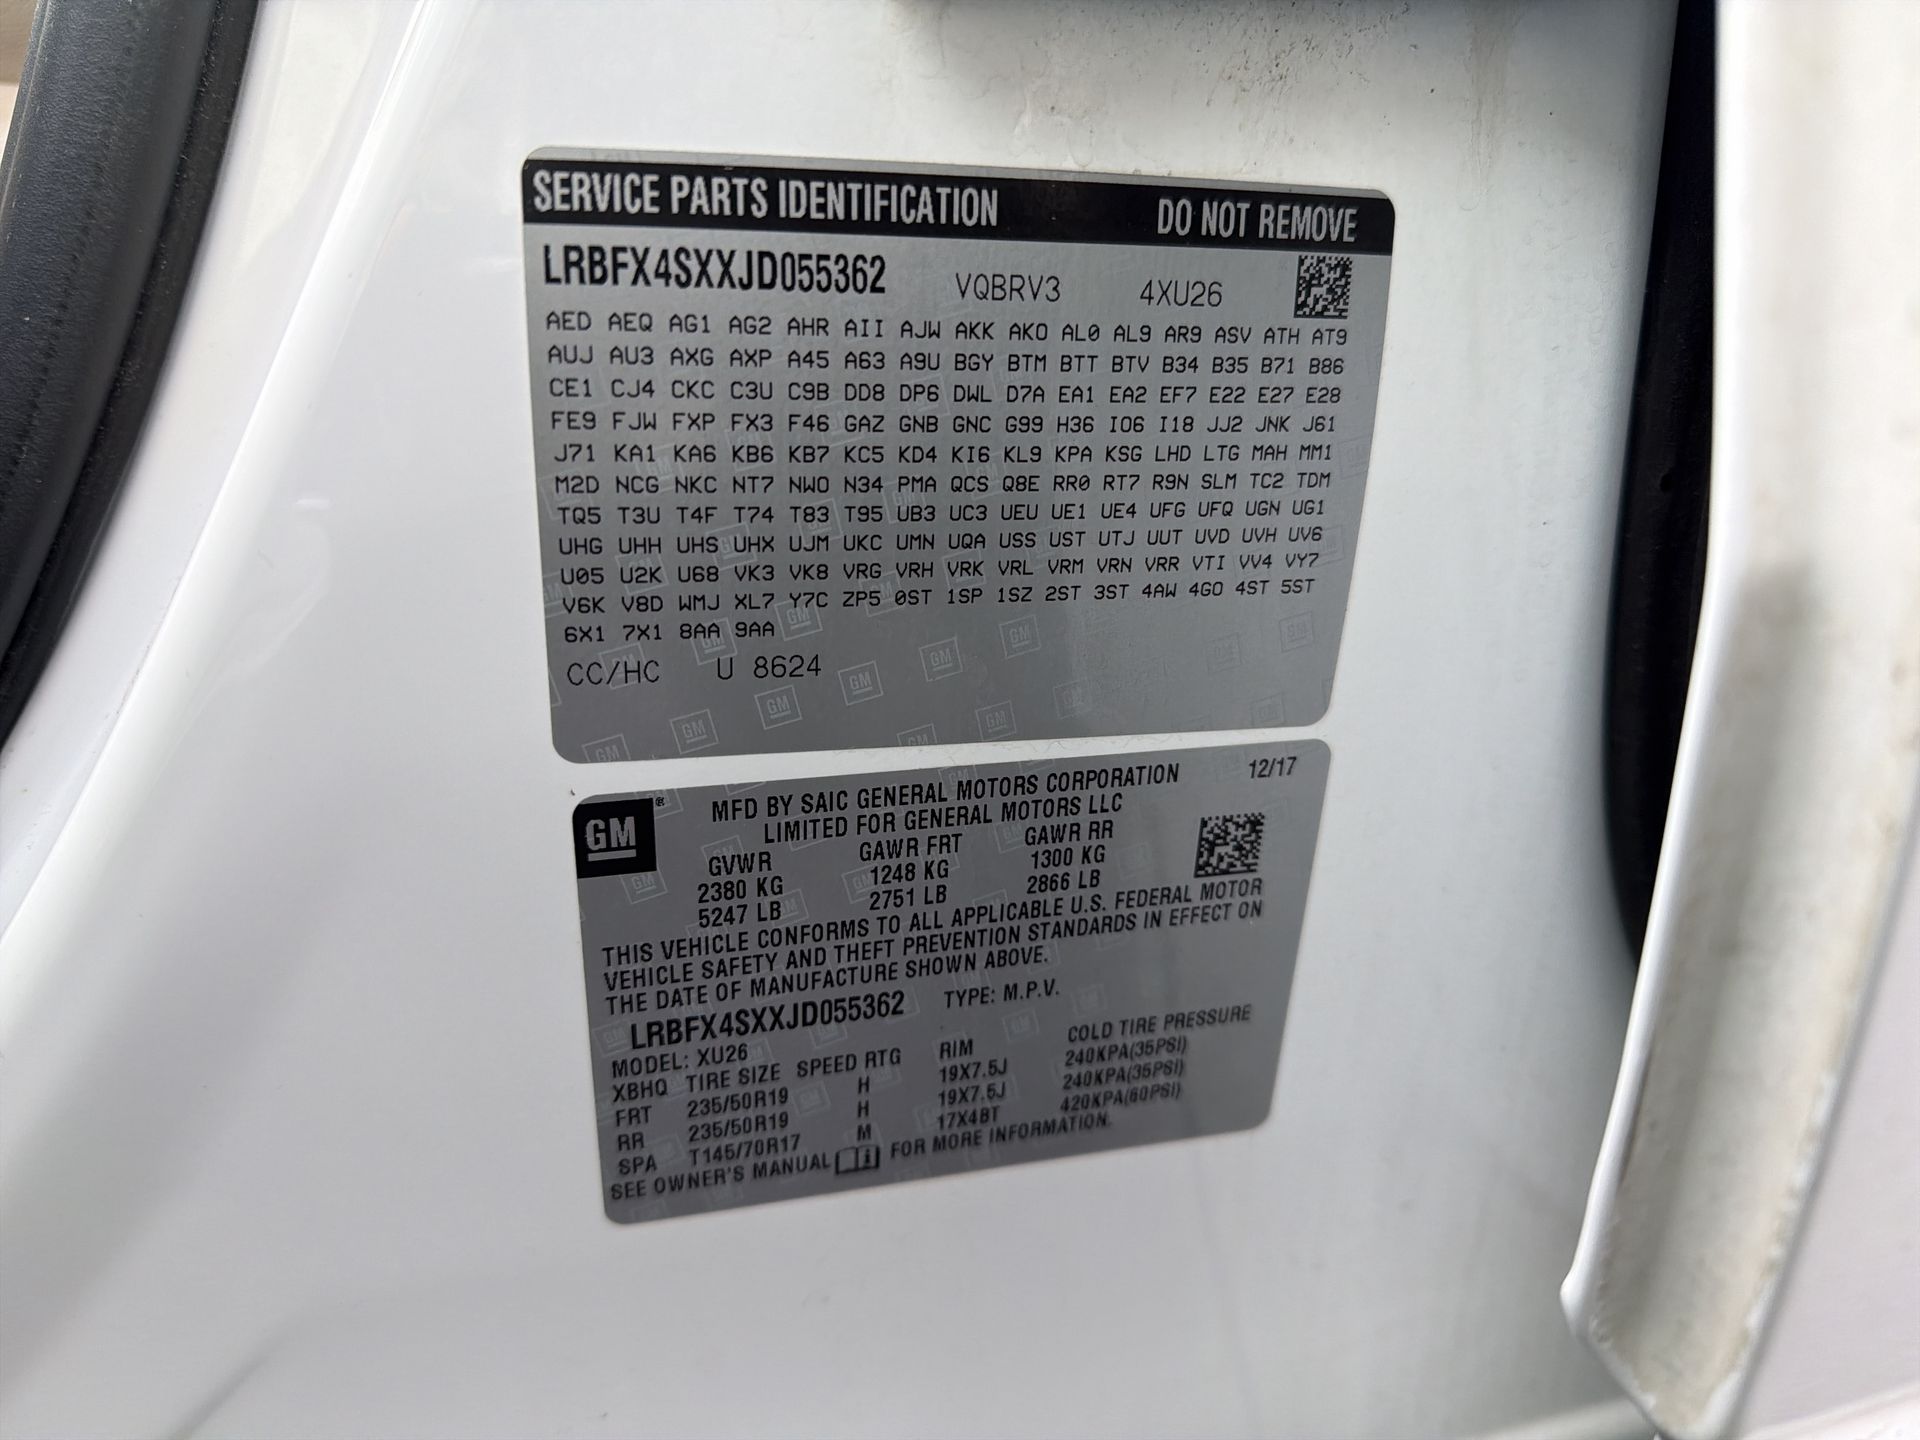 SERVICE PARTS IDENTIFICATION DO NOT REMOVE
LRBFX4SXXJD055362 VQBRV3 4XU26
AED AEQ AG1 AG2 AHR AII AJW AKK AKO AL0 AL9 AR9 ASV ATH AT9
AUJ AU3 AXG AXP A45 A63 A9U BGY BTM BTT BTV B34 B35 B71 B86
CE1 CJ4 CKC C3U C9B DD8 DP6 DWL D7A EA1 EA2 EF7 E22 E27 E28
FE9 FJW FXP FX3 F46 GAZ GNB GNC G99 H36 IO6 I18 JJ2 JNK J61
J71 KA1 KA6 KB6 KB7 KC5 KD4 KI6 KL9 KPA KSG LHD LTG MAH MM1
M2D NCG NKC NT7 NWO N34 PMA QCS Q8E RR0 RT7 R9N SLM TC2 TDM
TQ5 T3U T4F T74 T83 T95 UB3 UC3 UEU UE1 UE4 UFG UFQ UGN UG1
UHG UHH UHS UHX UJM UKC UMN UQA USS UST UTJ UUT UVD UVH UV6
U05 U2K U68 VK3 VK8 VRG VRH VRK VRL VRM VRN VRR VTI VV4 VY7
V6K V8D WMJ XL7 Y7C ZP5 0ST 1SP 1SZ 2ST 3ST 4AW 4GO 4ST 5ST
6X1 7X1 8AA 9AA
CC/HC U 8624
GM® MFD BY SAIC GENERAL MOTORS CORPORATION 12/17
LIMITED FOR GENERAL MOTORS LLC
GVWR GAWR FRT GAWR RR
2380 KG 1248 KG 1300 KG
5247 LB 2751 LB 2866 LB
THIS VEHICLE CONFORMS TO ALL APPLICABLE U.S. FEDERAL MOTOR
VEHICLE SAFETY AND THEFT PREVENTION STANDARDS IN EFFECT ON
THE DATE OF MANUFACTURE SHOWN ABOVE.
LRBFX4SXXJD055362 TYPE: M.P.V.
MODEL: XU26
XBHQ TIRE SIZE SPEED RTG RIM COLD TIRE PRESSURE
FRT 235/50R19 H 19X7.5J 240KPA(35PSI)
RR 235/50R19 H 19X7.5J 240KPA(35PSI)
SPA T145/70R17 M 17X4BT 420KPA(60PSI)
SEE OWNER'S MANUAL FOR MORE INFORMATION.